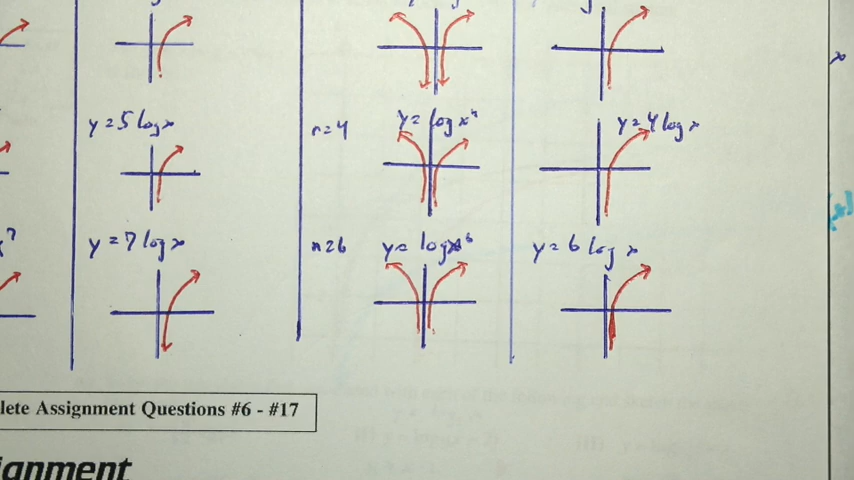 y = 5 log x
n=4
y = log x⁴
y = 4 log x
y = 7 log x
n=6
y = log x⁶
y = 6 log x
lete Assignment Questions #6 - #17
ignment